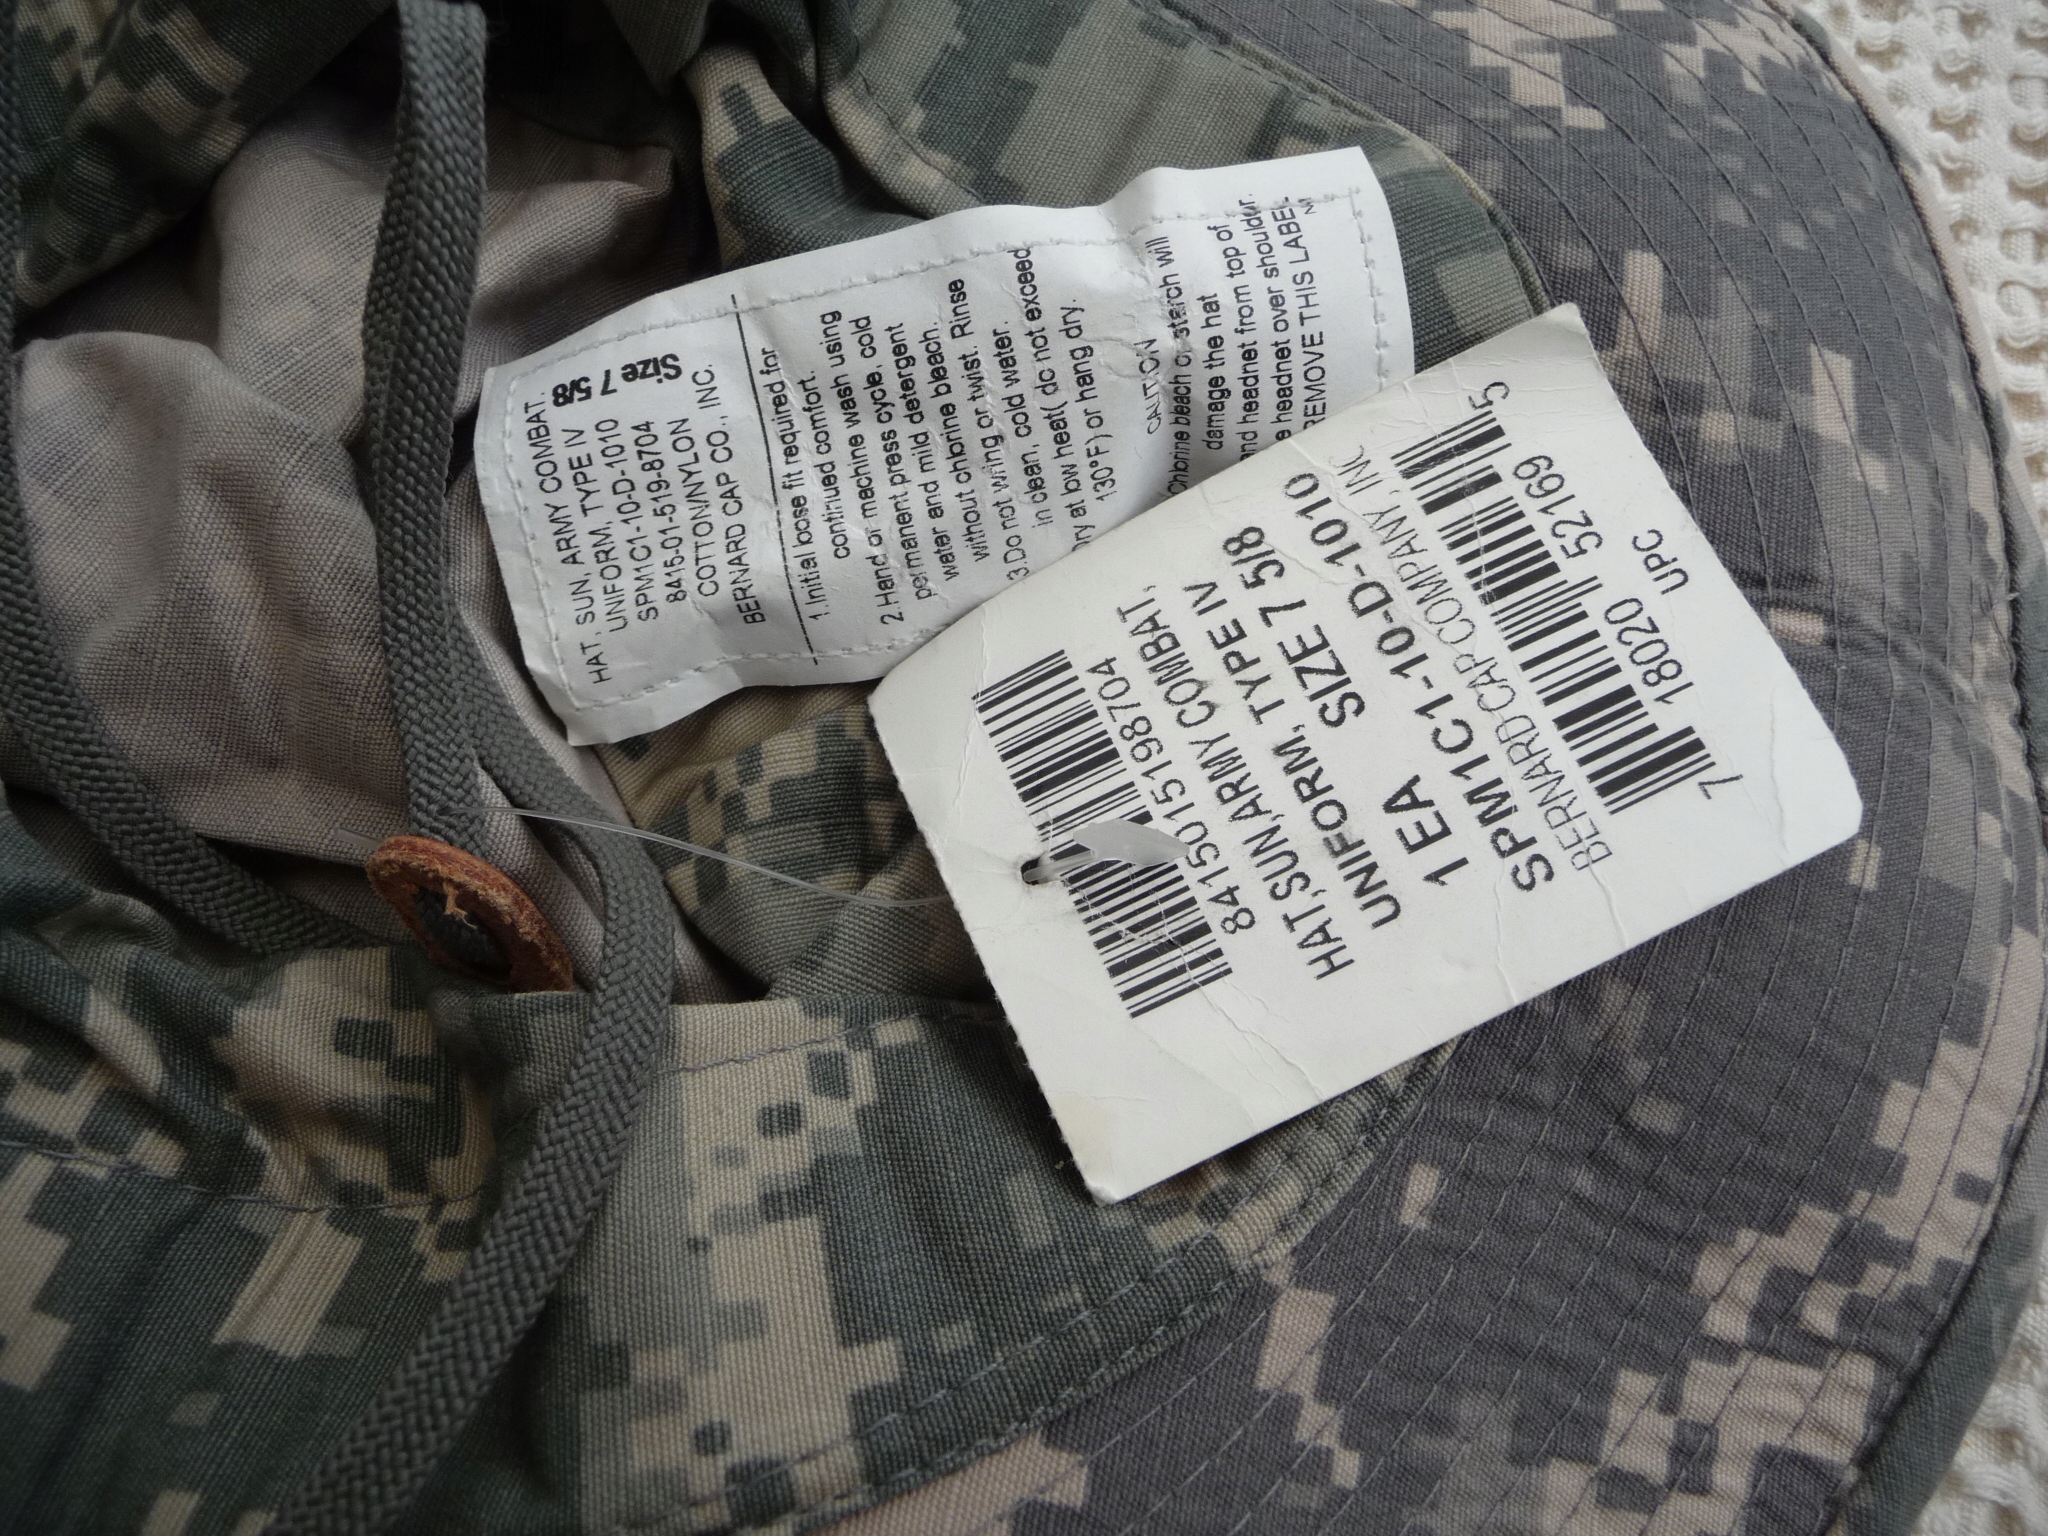 HAT, SUN, ARMY COMBAT.
UNIFORM, TYPE IV
SPM1C1-10-D-1010
8415-01-519-8704
COTTON/NYLON
BERNARD CAP CO., INC.
Size 7 5/8
1.Initial loose fit required for
continued comfort.
2.Hand or machine wash using
permanent press cycle, cold
water and mild detergent
without chlorine bleach.
3.Do not wring or twist. Rinse
in clean, cold water.
Dry at low heat( do not exceed
130°F) or hang dry.
CAUTION
Chlorine bleach or starch will
damage the hat
and headnet from top of
headnet over shoulder.
REMOVE THIS LABEL
M
8415015198704
HAT,SUN,ARMY COMBAT,
UNIFORM, TYPE IV
1 EA SIZE 7 5/8
SPM1C1-10-D-1010
BERNARD CAP COMPANY, INC
7 18020 52169 5
UPC